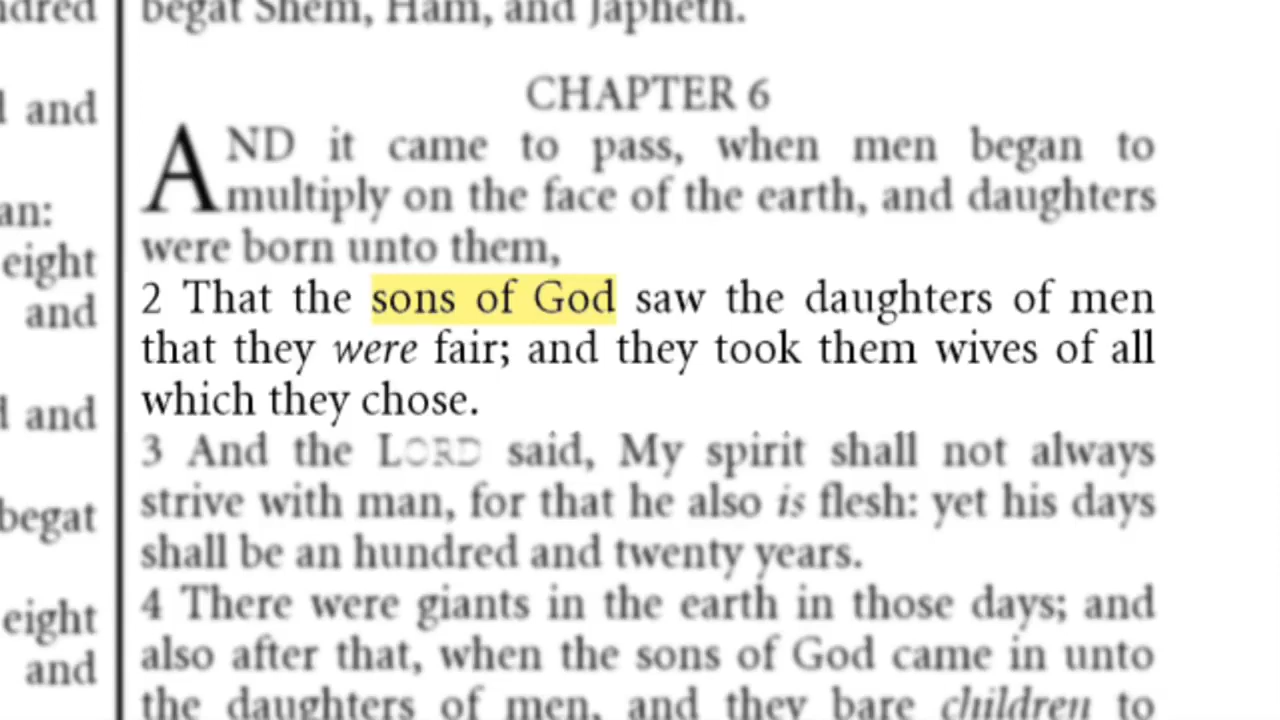 dred
d and
an:
eight
and
d and
begat
eight
and
begat Shem, Ham, and Japheth.
CHAPTER 6
AND it came to pass, when men began to
multiply on the face of the earth, and daughters
were born unto them,
2 That the sons of God saw the daughters of men
that they were fair; and they took them wives of all
which they chose.
3 And the LORD said, My spirit shall not always
strive with man, for that he also is flesh: yet his days
shall be an hundred and twenty years.
4 There were giants in the earth in those days; and
also after that, when the sons of God came in unto
the daughters of men, and they bare children to